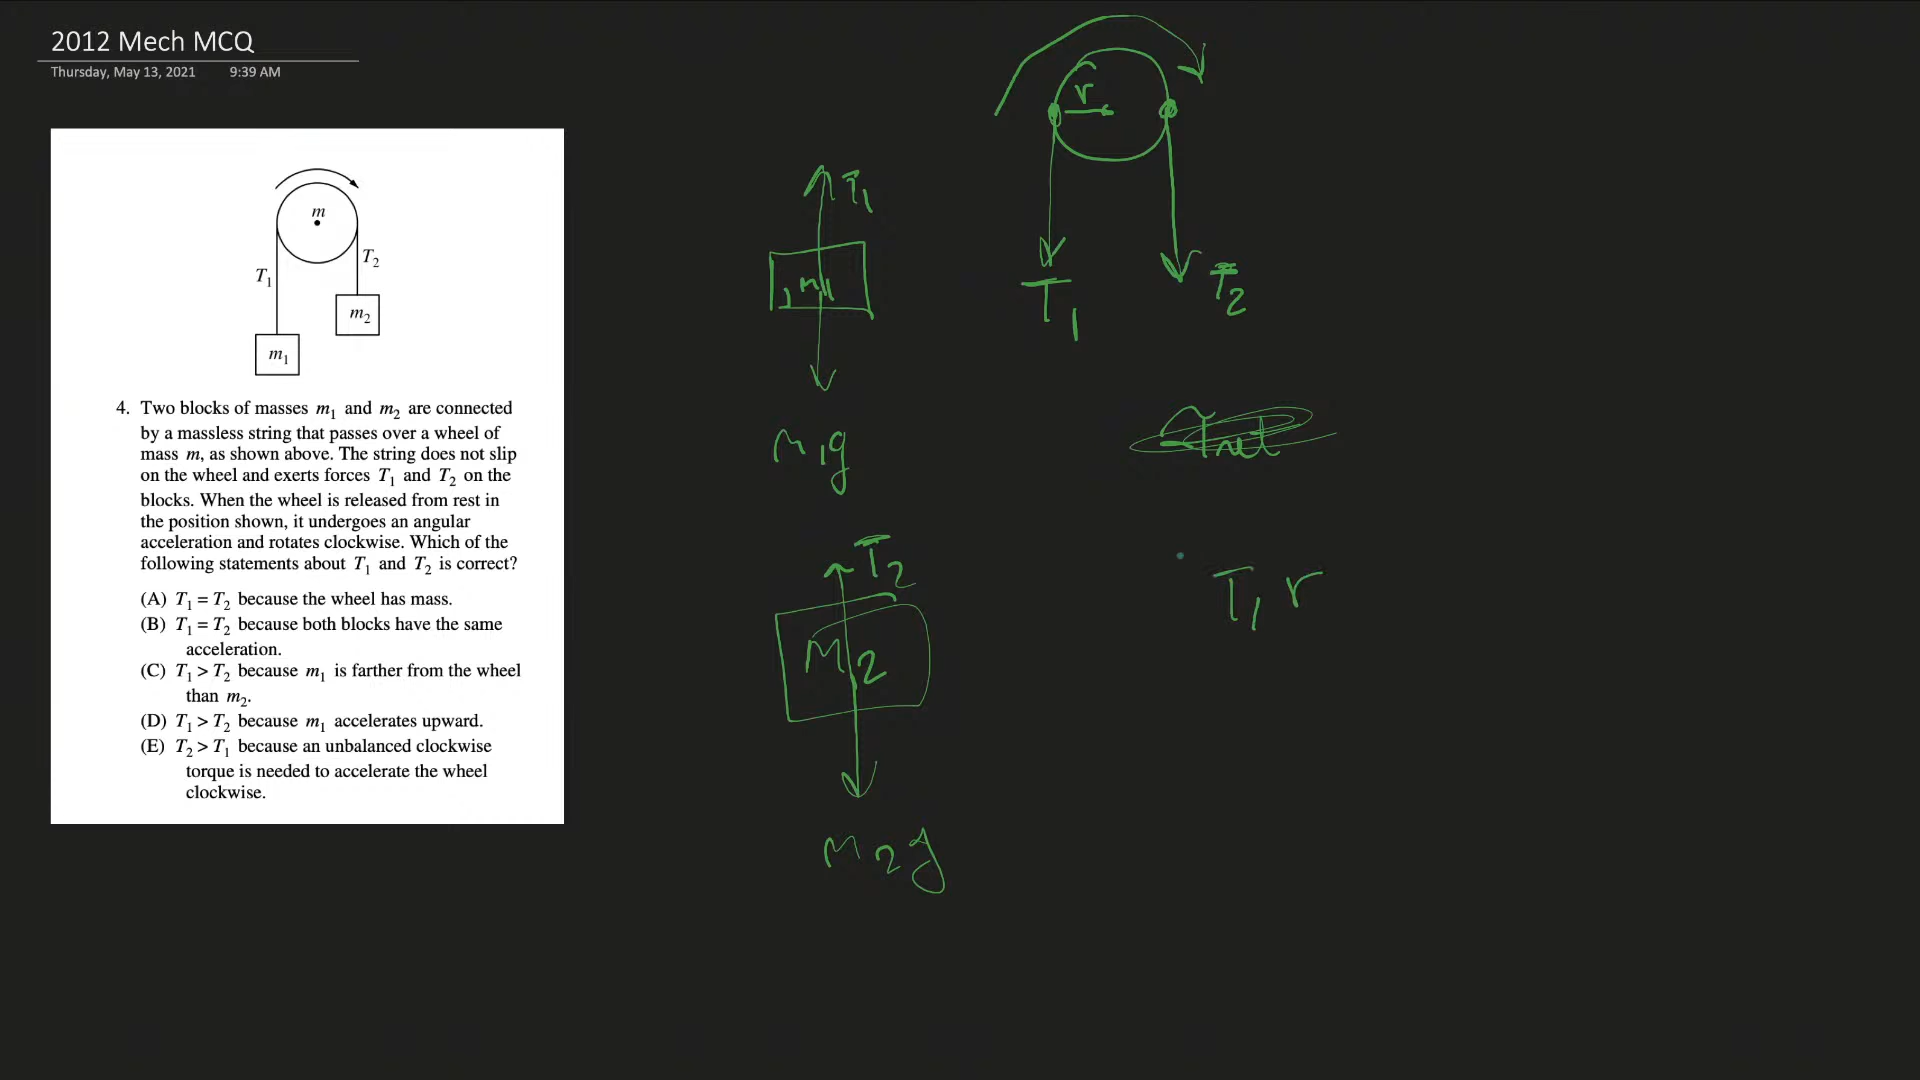 2012 Mech MCQ
Thursday, May 13, 2021 9:39 AM
m
T₁
T₂
m₂
m₁
4. Two blocks of masses m₁ and m₂ are connected
by a massless string that passes over a wheel of
mass m, as shown above. The string does not slip
on the wheel and exerts forces T₁ and T₂ on the
blocks. When the wheel is released from rest in
the position shown, it undergoes an angular
acceleration and rotates clockwise. Which of the
following statements about T₁ and T₂ is correct?
(A) T₁ = T₂ because the wheel has mass.
(B) T₁ = T₂ because both blocks have the same
acceleration.
(C) T₁ > T₂ because m₁ is farther from the wheel
than m₂.
(D) T₁ > T₂ because m₁ accelerates upward.
(E) T₂ > T₁ because an unbalanced clockwise
torque is needed to accelerate the wheel
clockwise.
T₁
m₁
m₁g
T₂
M₂
M₂g
r
T₁
T₂
T₁r